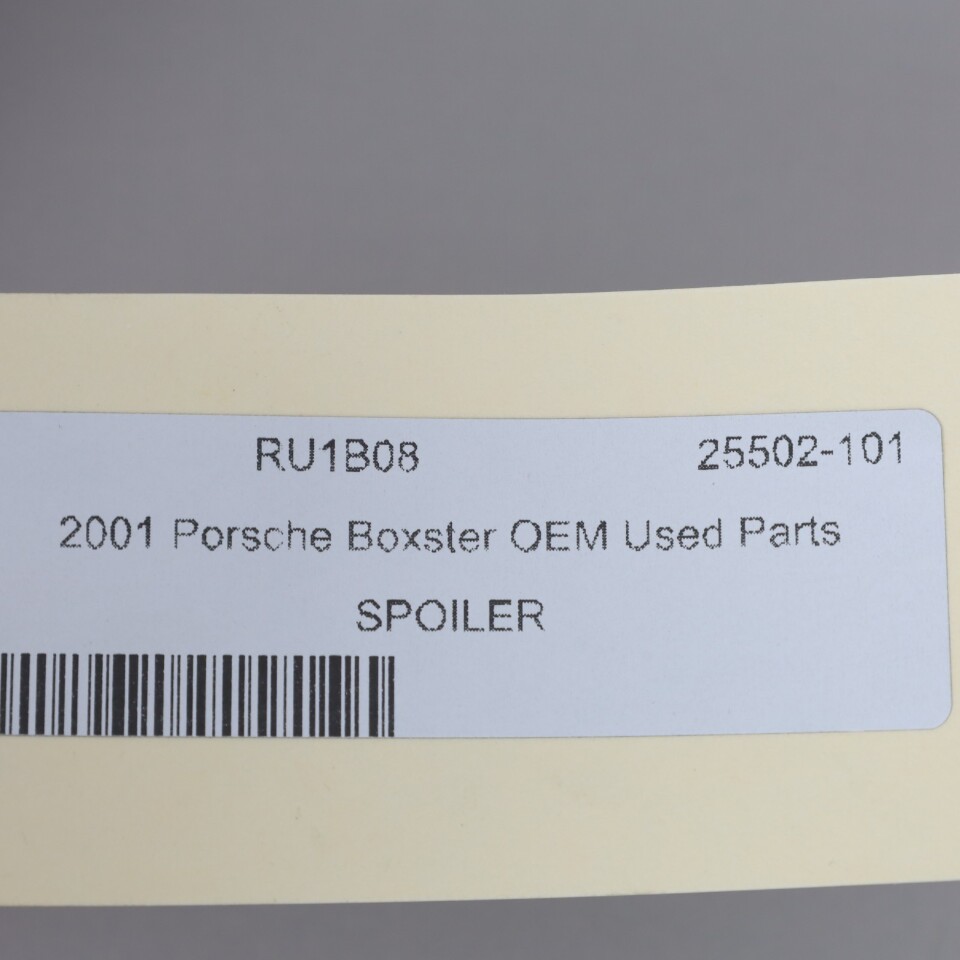 RU1B08 25502-101
2001 Porsche Boxster OEM Used Parts
SPOILER